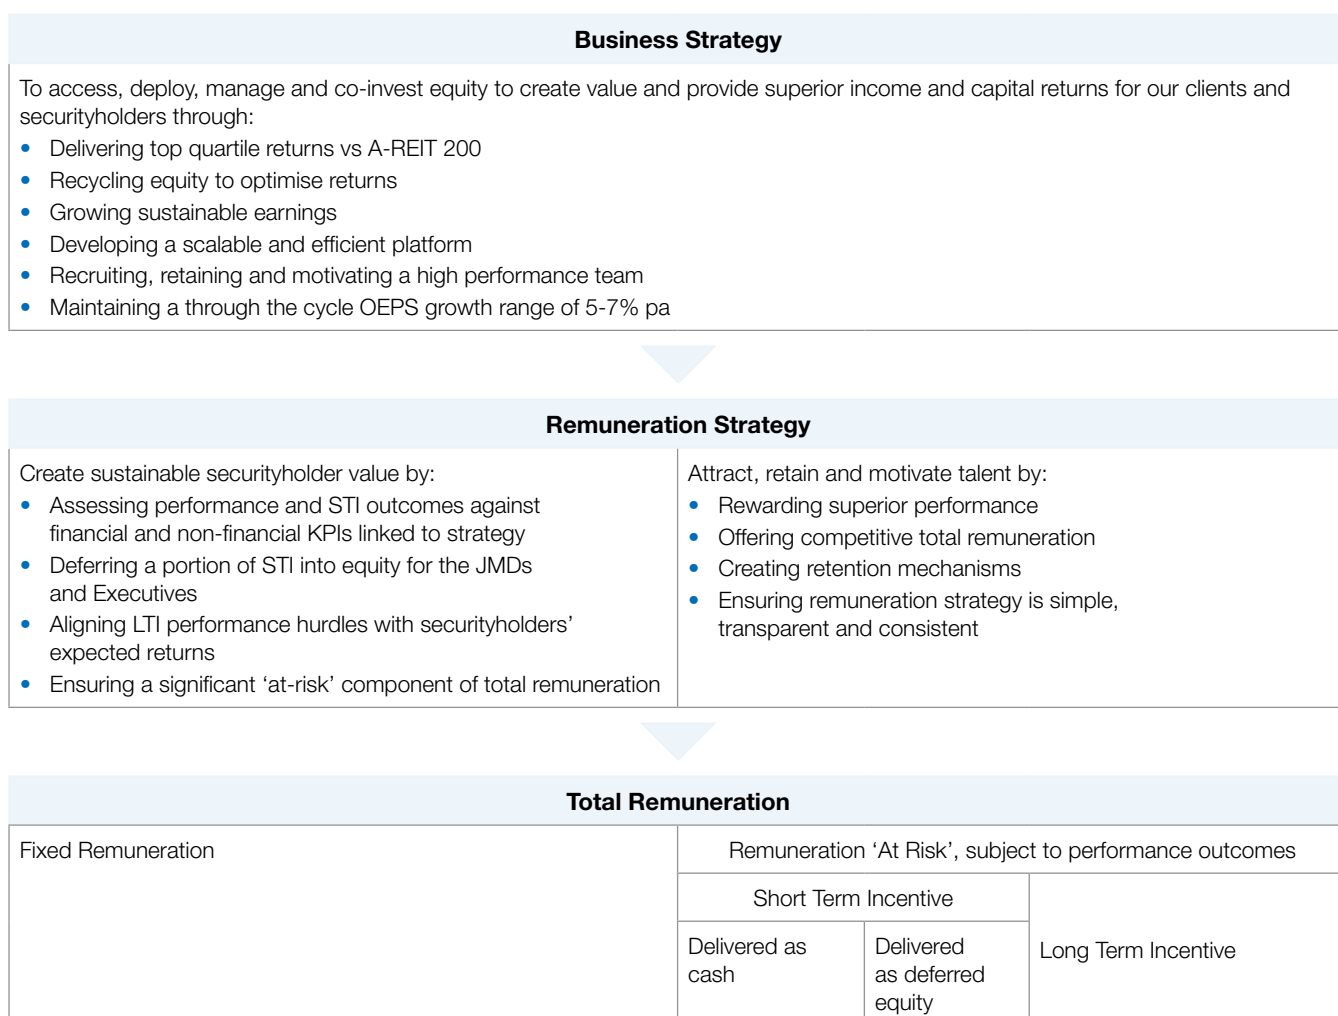 Business Strategy
To access, deploy, manage and co-invest equity to create value and provide superior income and capital returns for our clients and
securityholders through:
• Delivering top quartile returns vs A-REIT 200
• Recycling equity to optimise returns
• Growing sustainable earnings
• Developing a scalable and efficient platform
• Recruiting, retaining and motivating a high performance team
• Maintaining a through the cycle OEPS growth range of 5-7% pa
Remuneration Strategy
Create sustainable securityholder value by:
• Assessing performance and STI outcomes against
financial and non-financial KPIs linked to strategy
• Deferring a portion of STI into equity for the JMDs
and Executives
• Aligning LTI performance hurdles with securityholders’
expected returns
• Ensuring a significant ‘at-risk’ component of total remuneration
Attract, retain and motivate talent by:
• Rewarding superior performance
• Offering competitive total remuneration
• Creating retention mechanisms
• Ensuring remuneration strategy is simple,
transparent and consistent
Total Remuneration
Fixed Remuneration
Remuneration ‘At Risk’, subject to performance outcomes
Short Term Incentive
Delivered as
cash
Delivered
as deferred
equity
Long Term Incentive